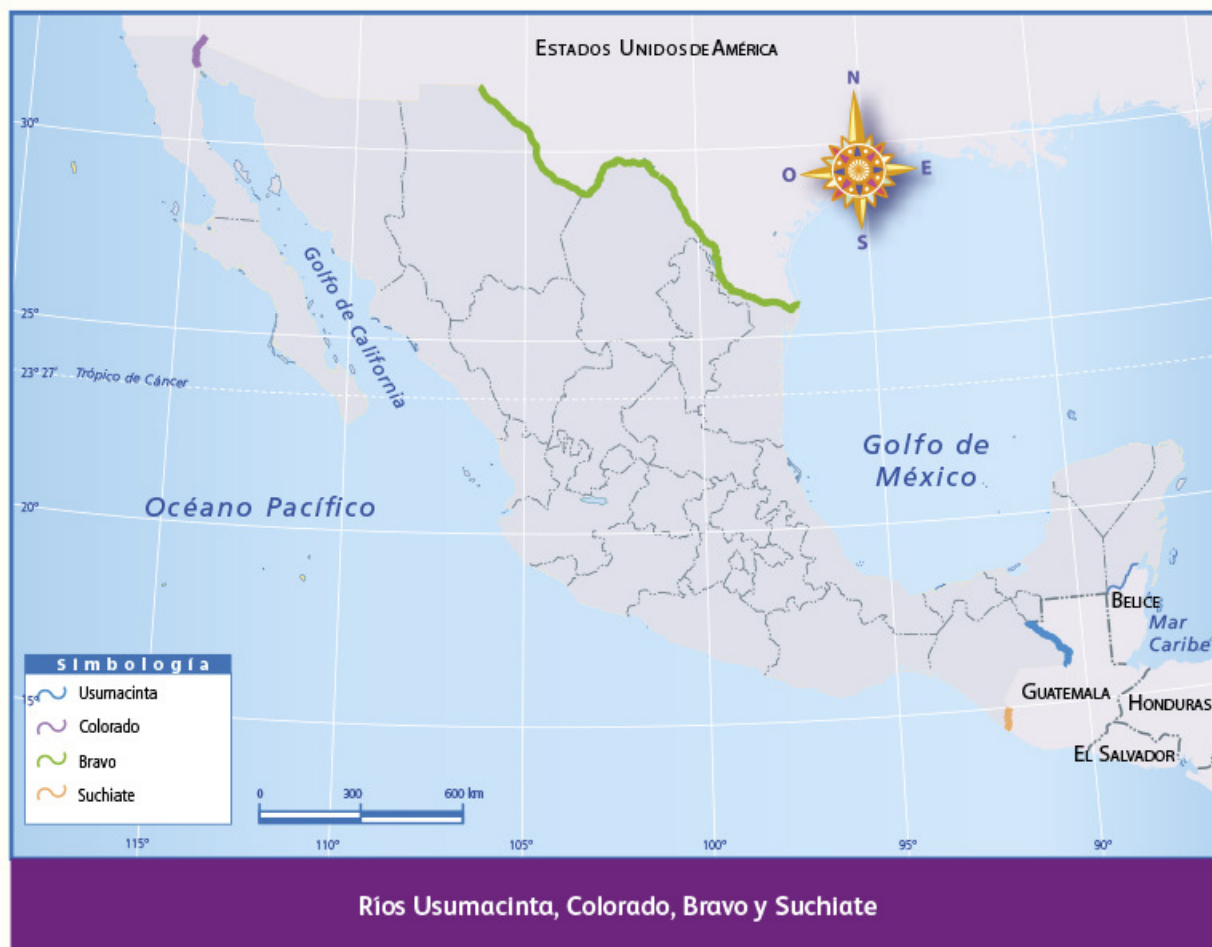 ESTADOS UNIDOS DE AMÉRICA
N
O
E
S
30°
25°
23° 27'
Trópico de Cáncer
20°
15°
Golfo de
California
Golfo de
México
Océano Pacífico
BELICE
Mar
Caribe
GUATEMALA
HONDURAS
EL SALVADOR
Simbología
Usumacinta
Colorado
Bravo
Suchiate
0
300
600 km
115°
110°
105°
100°
95°
90°
Ríos Usumacinta, Colorado, Bravo y Suchiate